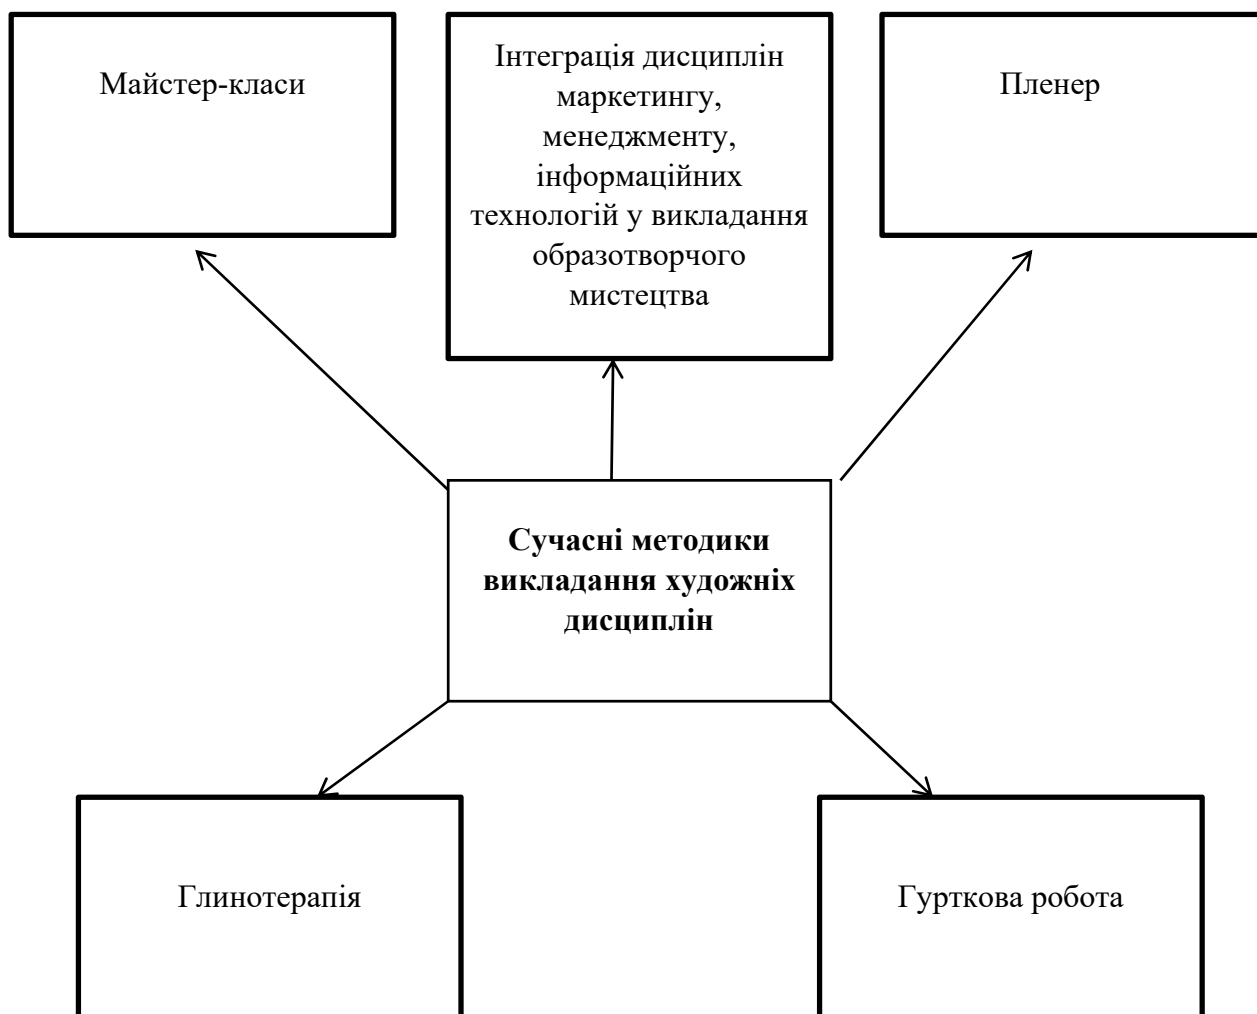 Майстер-класи
Інтеграція дисциплін
маркетингу,
менеджменту,
інформаційних
технологій у викладання
образотворчого
мистецтва
Пленер
Сучасні методики
викладання художніх
дисциплін
Глинотерапія
Гурткова робота